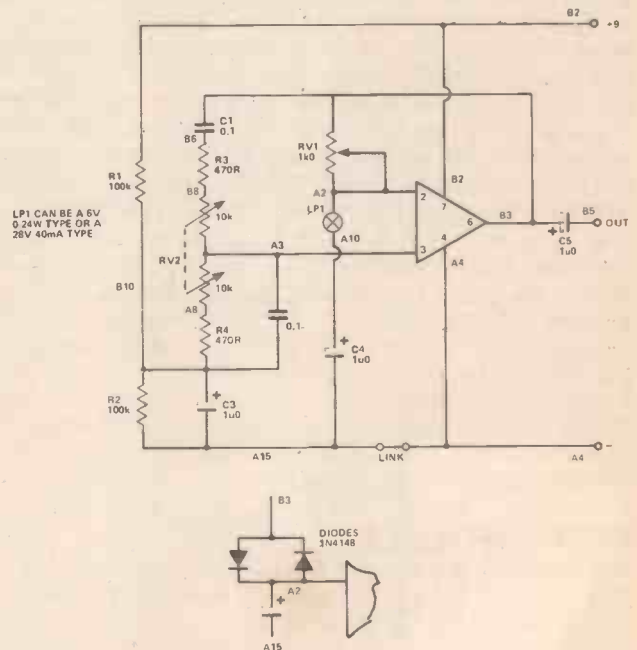 B2
+9
C1
0.1
B6
R3
470R
B8
10k
R1
100k
LP1 CAN BE A 6V
0.24W TYPE OR A
28V 40mA TYPE
RV2
A3
10k
A8
R4
470R
B10
0.1
RV1
1k0
A2
LP1
A10
B2
2
7
6
3
4
B3
A4
+
C5
1u0
B5
OUT
+
C4
1u0
R2
100k
+
C3
1u0
A15
LINK
A4
-
B3
DIODES
1N4148
A2
+
A15